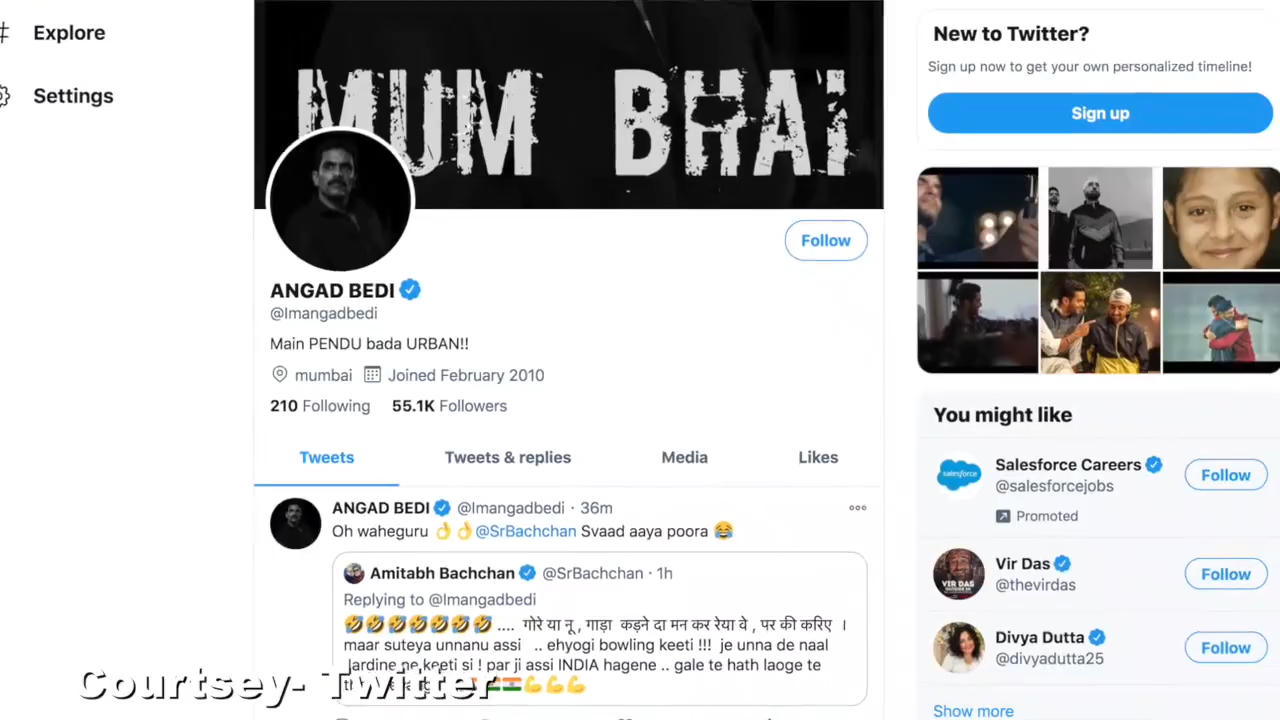 Explore
Settings
MUM BHAI
Follow
ANGAD BEDI
@Imangadbedi
Main PENDU bada URBAN!!
mumbai Joined February 2010
210 Following 55.1K Followers
Tweets Tweets & replies Media Likes
ANGAD BEDI @Imangadbedi · 36m
Oh waheguru 👌👌@SrBachchan Svaad aaya poora 😂
Amitabh Bachchan @SrBachchan · 1h
Replying to @Imangadbedi
🤣🤣🤣🤣🤣🤣🤣 .... गोरे या नू , गाड़ा कड़ने दा मन कर रेया वे , पर की करिए ।
maar suteya unnanu assi .. ehyogi bowling keeti !!! je unna de naal
Jardine ne keeti si ! par ji assi INDIA hagene .. gale te hath laoge te
🇮🇳💪💪💪
Courtsey- Twitter
New to Twitter?
Sign up now to get your own personalized timeline!
Sign up
You might like
Salesforce Careers
@salesforcejobs
Promoted
Follow
salesforce
Vir Das
@thevirdas
Follow
VIR DAS
Divya Dutta
@divyadutta25
Follow
Show more